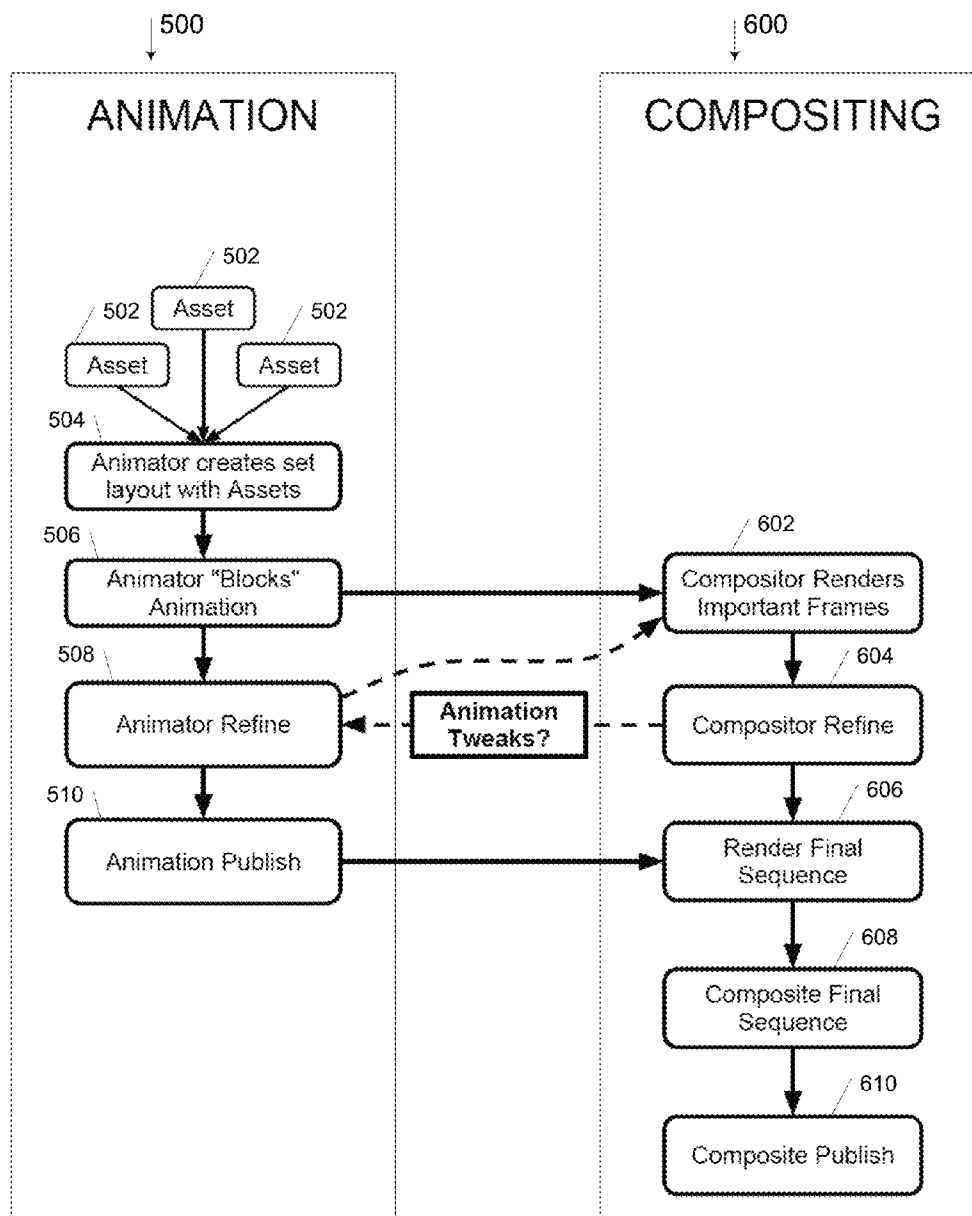 500
600
ANIMATION
COMPOSITING
502
Asset
502
Asset
502
Asset
504
Animator creates set
layout with Assets
506
Animator "Blocks"
Animation
602
Compositor Renders
Important Frames
508
Animator Refine
Animation
Tweaks?
604
Compositor Refine
510
Animation Publish
606
Render Final
Sequence
608
Composite Final
Sequence
610
Composite Publish